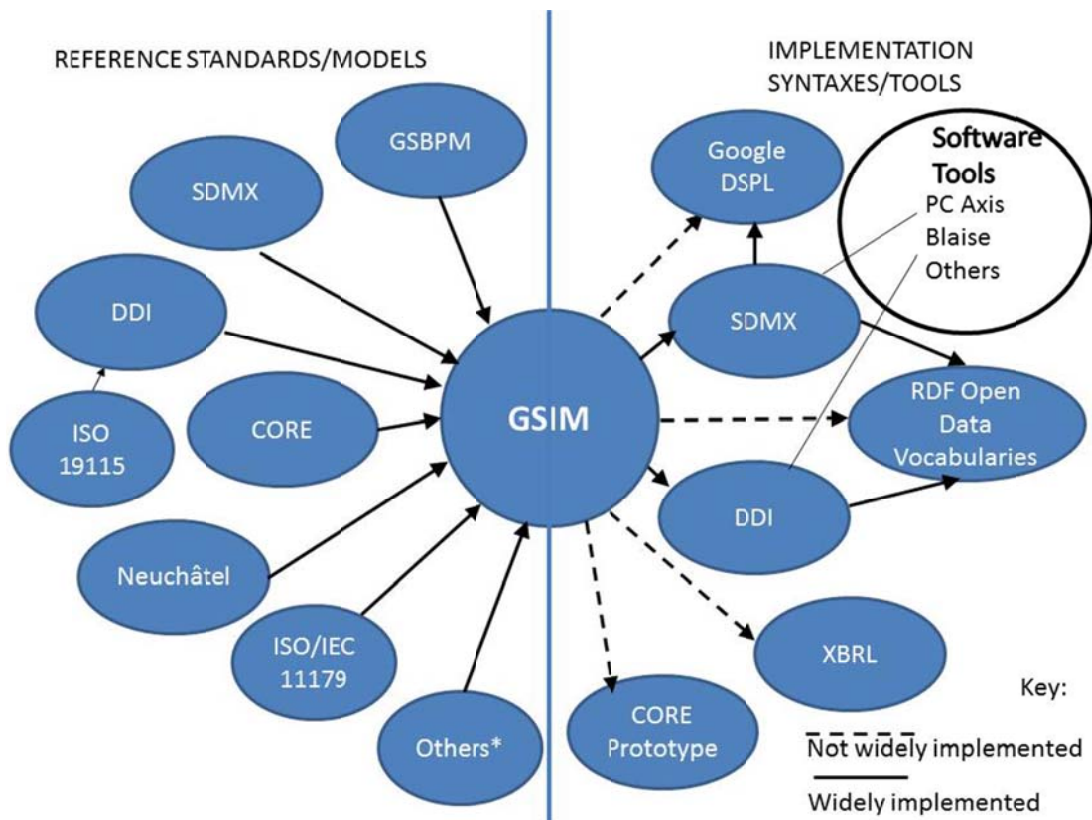 REFERENCE STANDARDS/MODELS
GSBPM
SDMX
DDI
ISO
19115
CORE
Neuchâtel
ISO/IEC
11179
Others*
GSIM
IMPLEMENTATION
SYNTAXES/TOOLS
Google
DSPL
Software
Tools
PC Axis
Blaise
Others
SDMX
RDF Open
Data
Vocabularies
DDI
XBRL
CORE
Prototype
Key:
Not widely implemented
Widely implemented